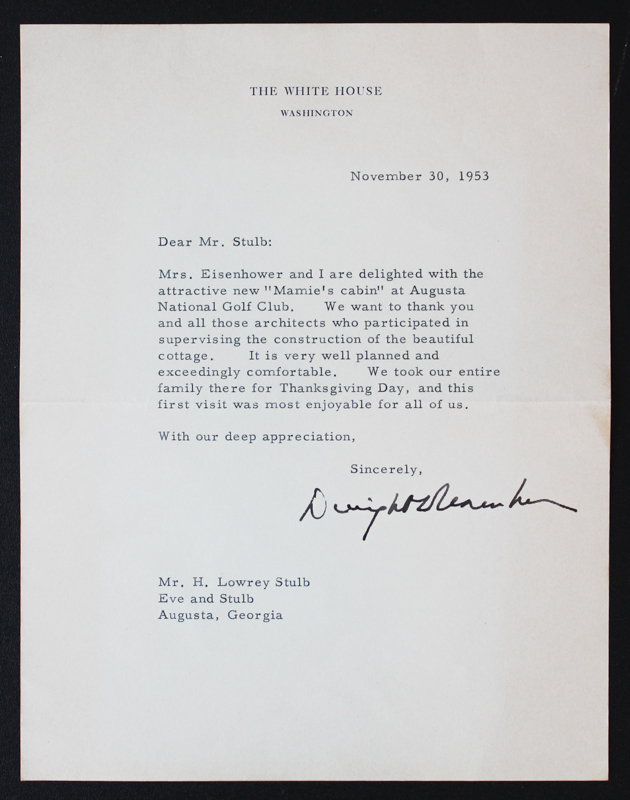 THE WHITE HOUSE
WASHINGTON
November 30, 1953
Dear Mr. Stulb:
Mrs. Eisenhower and I are delighted with the
attractive new "Mamie's cabin" at Augusta
National Golf Club. We want to thank you
and all those architects who participated in
supervising the construction of the beautiful
cottage. It is very well planned and
exceedingly comfortable. We took our entire
family there for Thanksgiving Day, and this
first visit was most enjoyable for all of us.
With our deep appreciation,
Sincerely,
Dwight D Eisenhower
Mr. H. Lowrey Stulb
Eve and Stulb
Augusta, Georgia